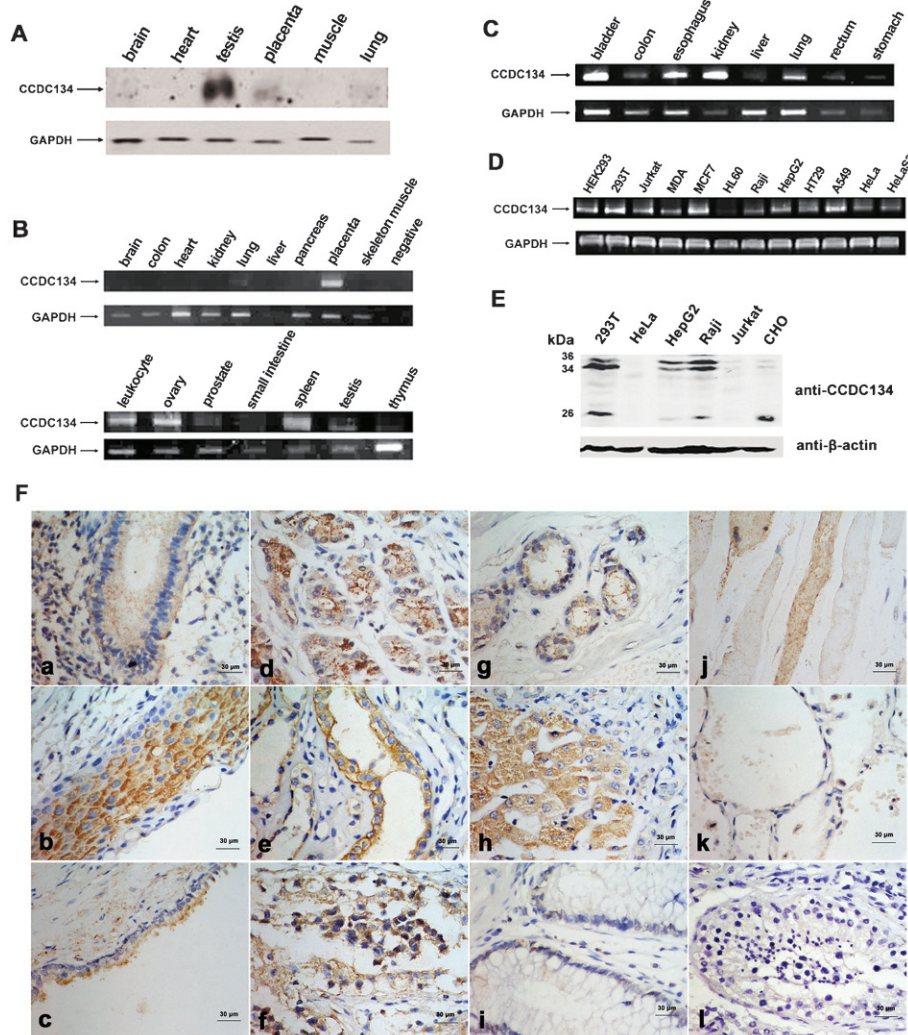 A
brain heart testis placenta muscle lung
CCDC134
GAPDH
B
brain colon heart kidney lung liver pancreas placenta skeleton muscle negative
CCDC134
GAPDH
leukocyte ovary prostate small intestine spleen testis thymus
CCDC134
GAPDH
C
bladder colon esophagus kidney liver lung rectum stomach
CCDC134
GAPDH
D
HEK293 293T Jurkat MDA MCF7 HL60 Raji HepG2 HT29 A549 HeLa
CCDC134
GAPDH
E
kDa 293T HeLa HepG2 Raji Jurkat CHO
36
34
26
anti-CCDC134
anti-β-actin
F
a 30 µm
d 30 µm
g 30 µm
j 30 µm
b 30 µm
e 30 µm
h 30 µm
k 30 µm
c 30 µm
f 30 µm
i 30 µm
l 30 µm